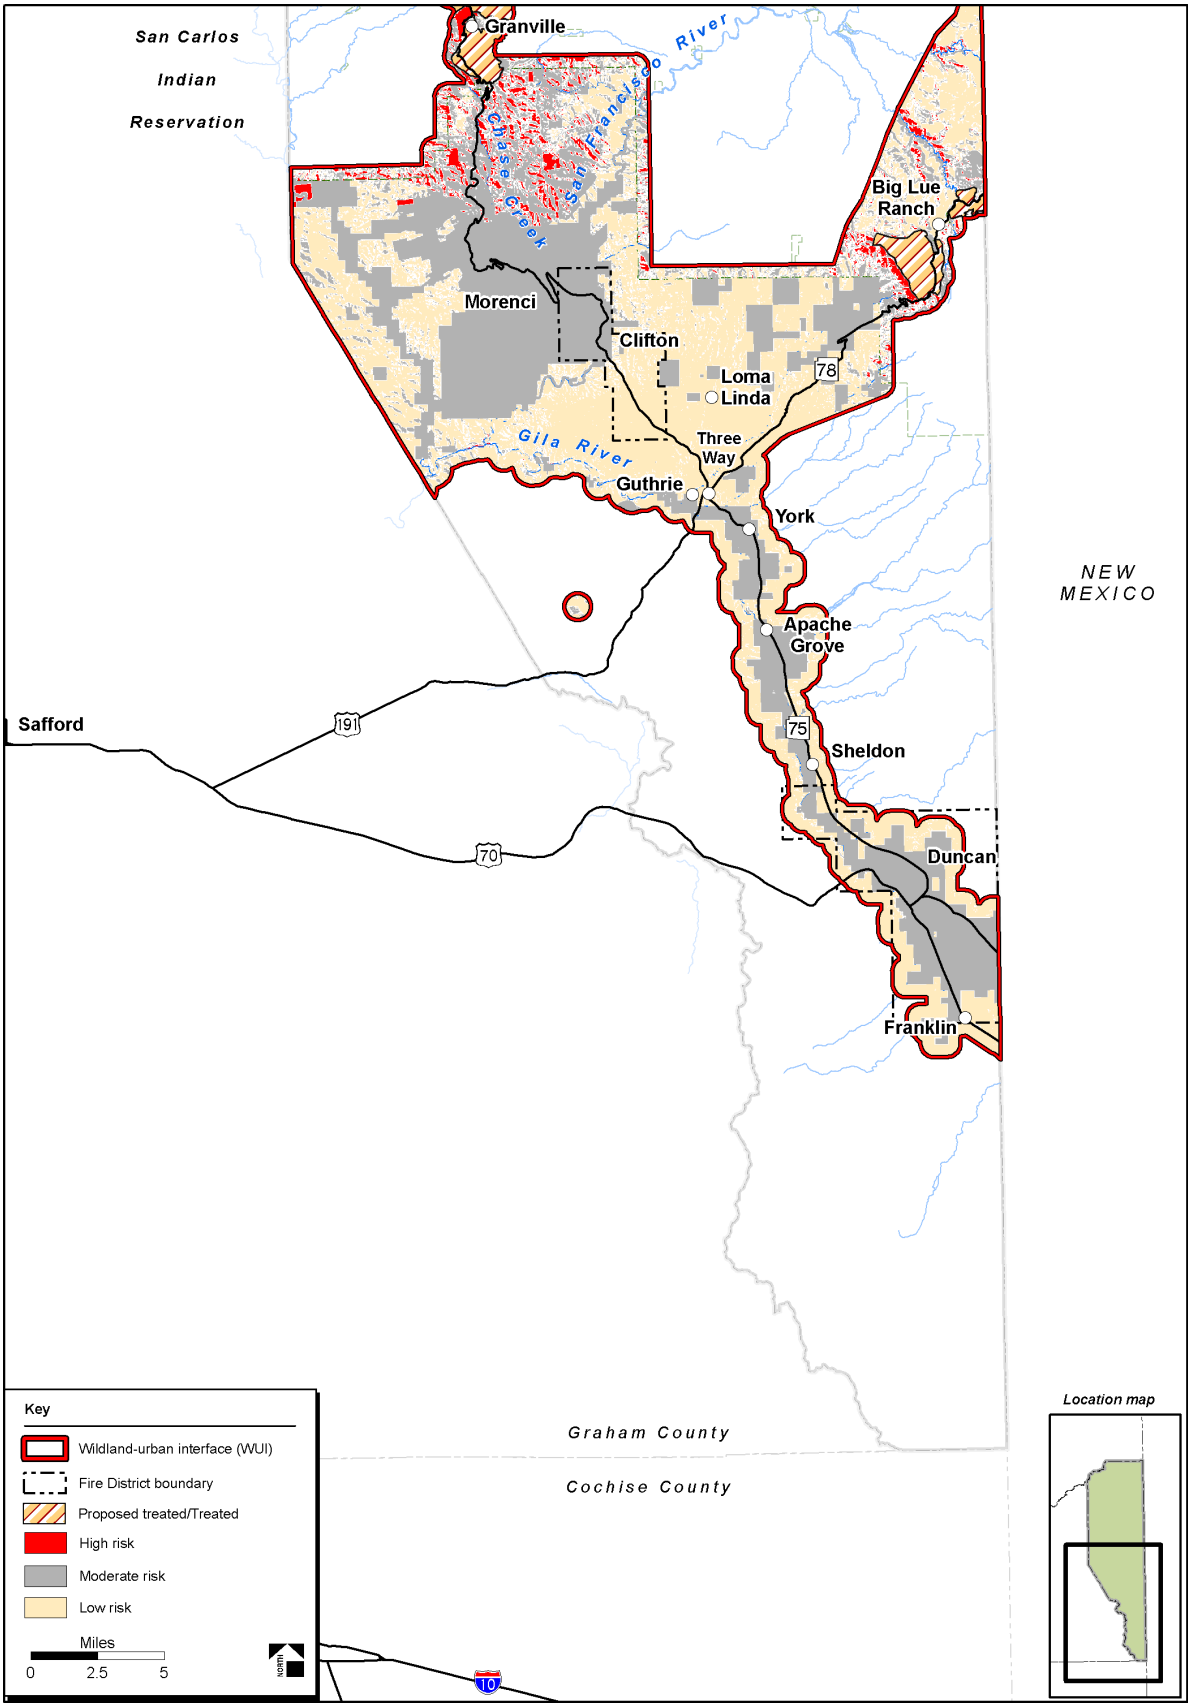 San Carlos
Indian
Reservation
Granville
San Francisco River
Chase Creek
Big Lue
Ranch
Morenci
Clifton
78
Loma
Linda
Three
Way
Gila River
Guthrie
York
NEW
MEXICO
Apache
Grove
Safford
191
75
Sheldon
70
Duncan
Franklin
Graham County
Cochise County
Key
Wildland-urban interface (WUI)
Fire District boundary
Proposed treated/Treated
High risk
Moderate risk
Low risk
Miles
0 2.5 5
NORTH
10
Location map